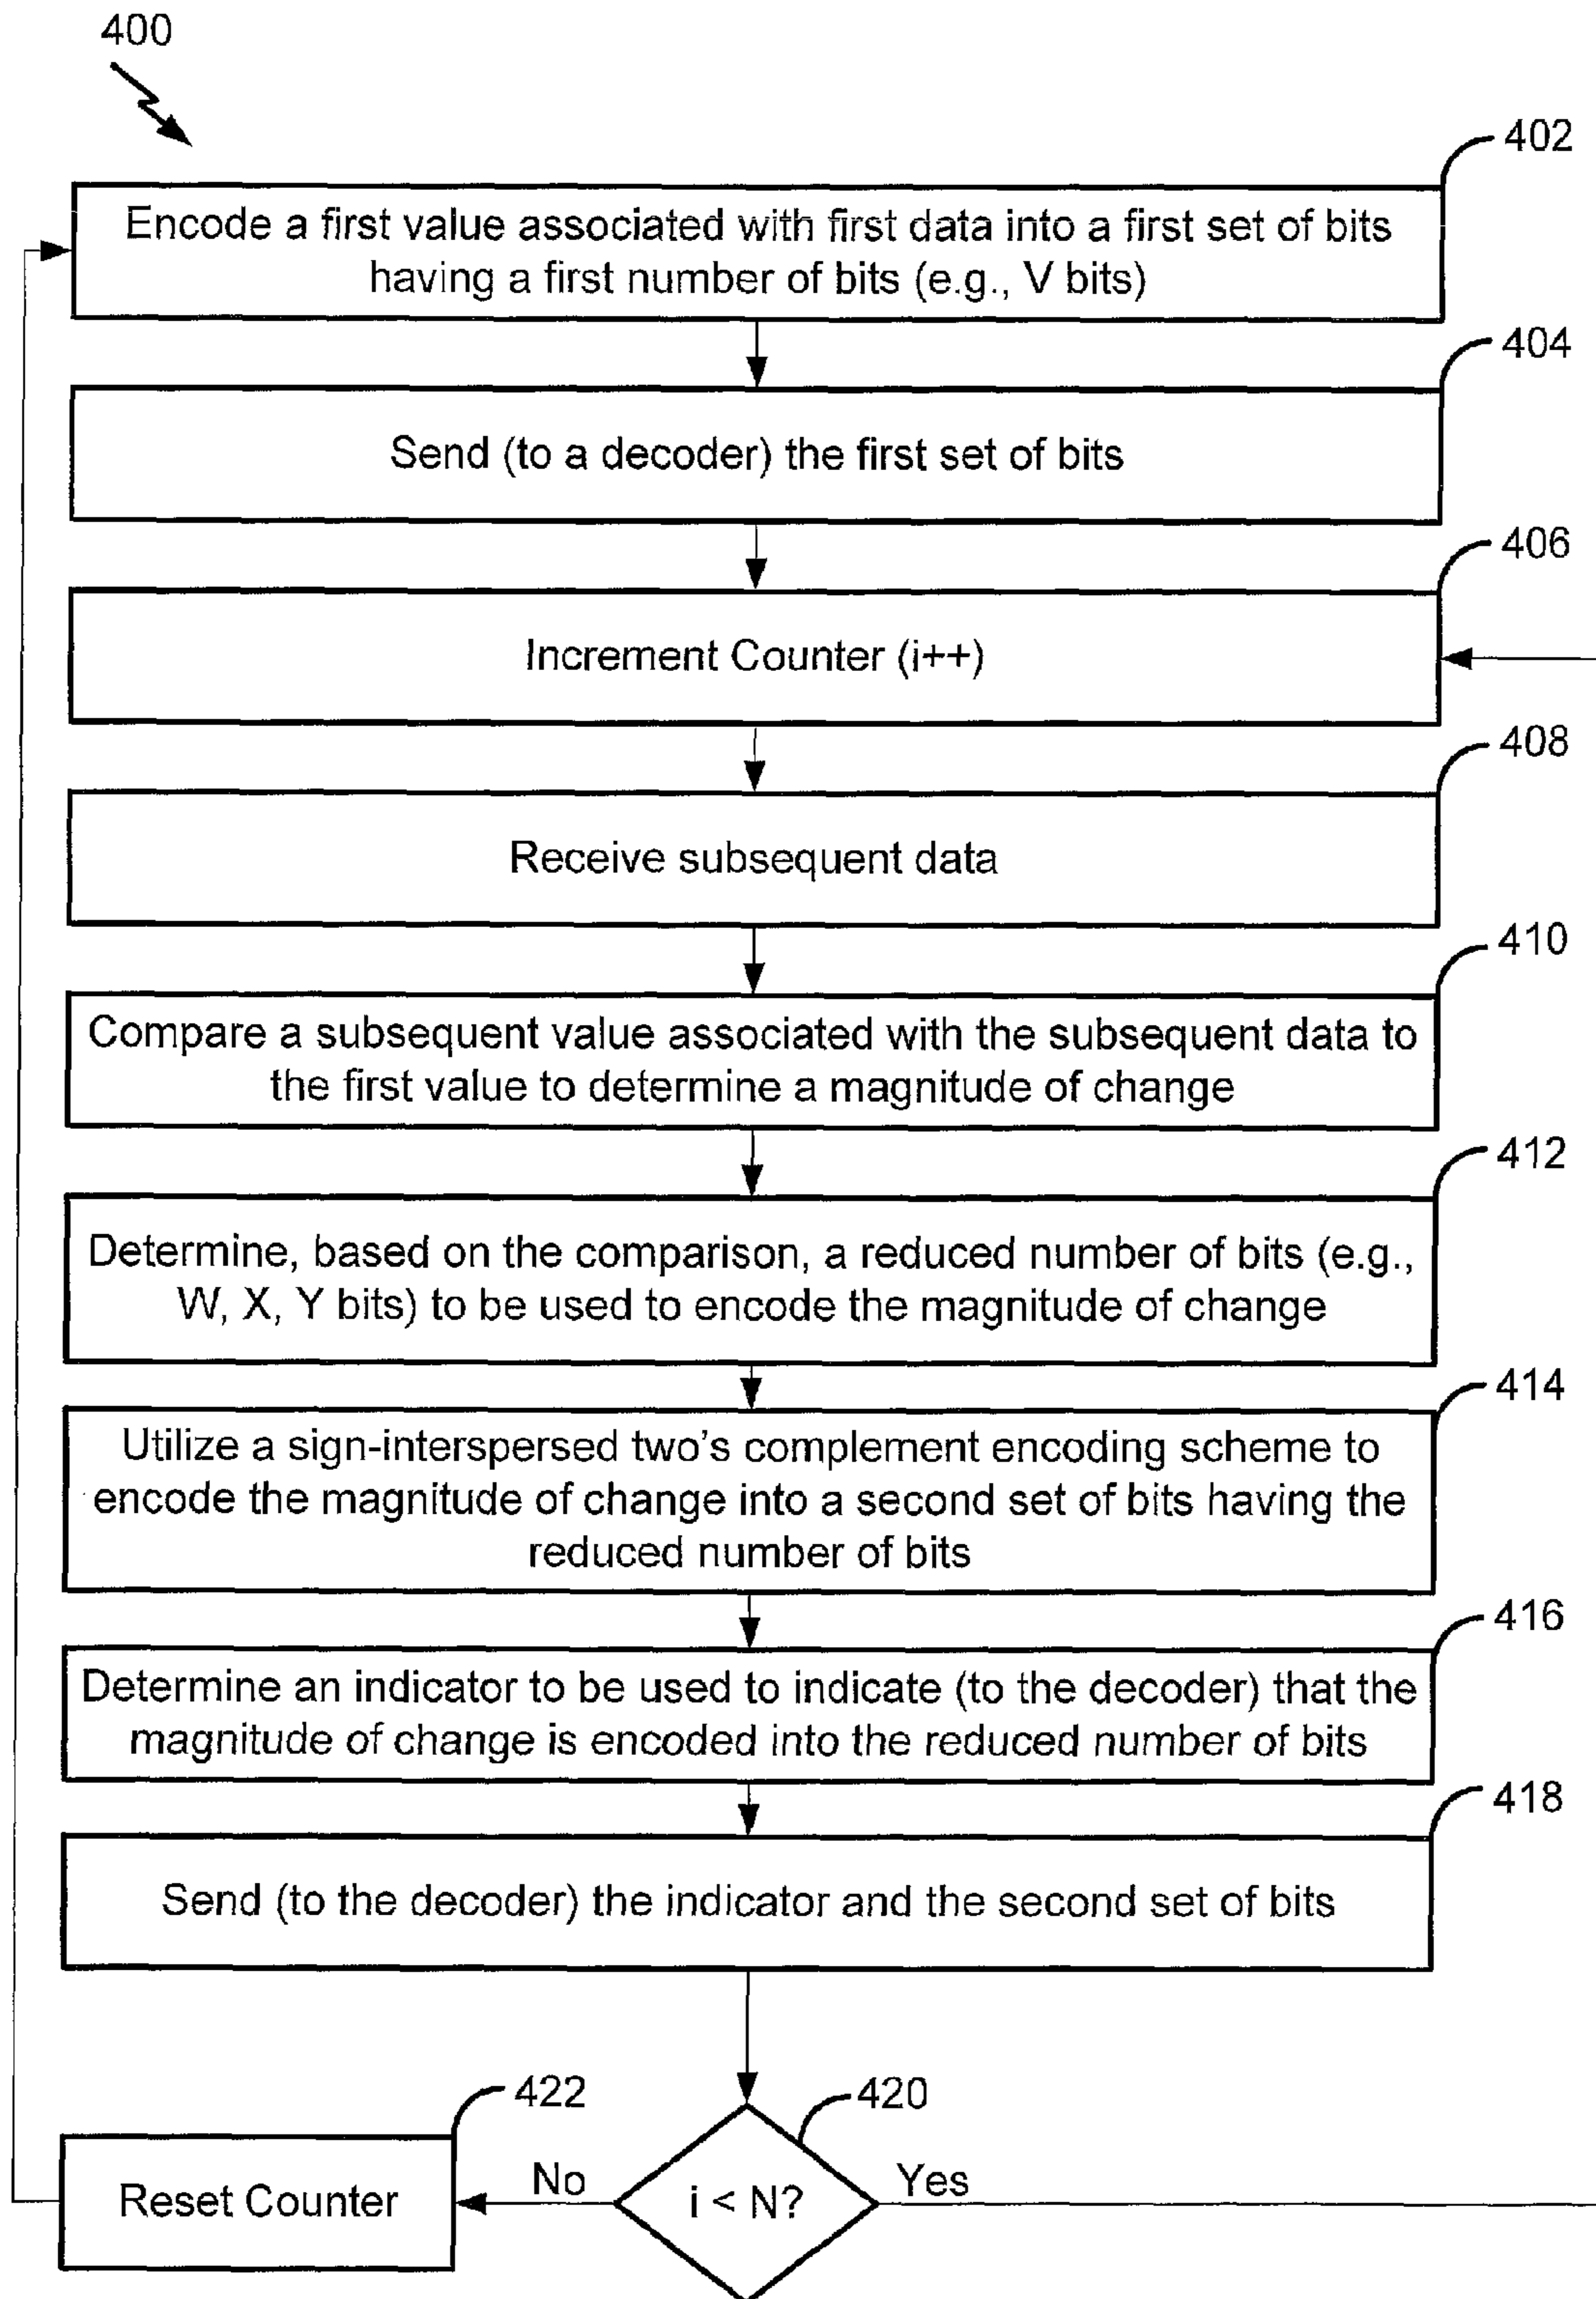 400
402
Encode a first value associated with first data into a first set of bits
having a first number of bits (e.g., V bits)
404
Send (to a decoder) the first set of bits
406
Increment Counter (i++)
408
Receive subsequent data
410
Compare a subsequent value associated with the subsequent data to
the first value to determine a magnitude of change
412
Determine, based on the comparison, a reduced number of bits (e.g.,
W, X, Y bits) to be used to encode the magnitude of change
414
Utilize a sign-interspersed two's complement encoding scheme to
encode the magnitude of change into a second set of bits having the
reduced number of bits
416
Determine an indicator to be used to indicate (to the decoder) that the
magnitude of change is encoded into the reduced number of bits
418
Send (to the decoder) the indicator and the second set of bits
422
420
Reset Counter
No
i < N?
Yes